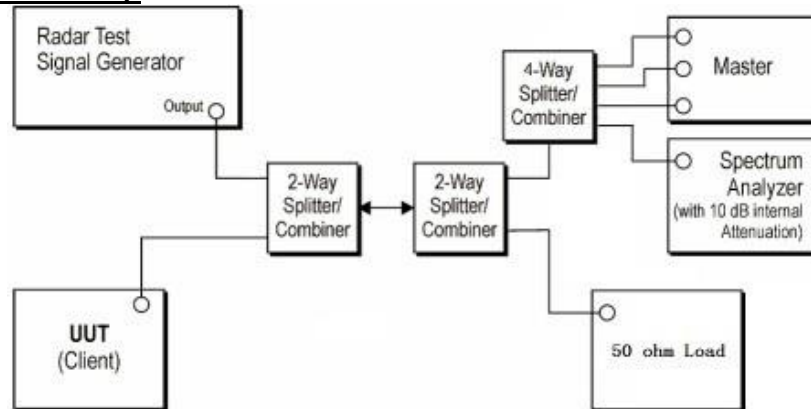 Radar Test
Signal Generator
Output
2-Way
Splitter/
Combiner
2-Way
Splitter/
Combiner
4-Way
Splitter/
Combiner
Master
Spectrum
Analyzer
(with 10 dB internal
Attenuation)
UUT
(Client)
50 ohm Load